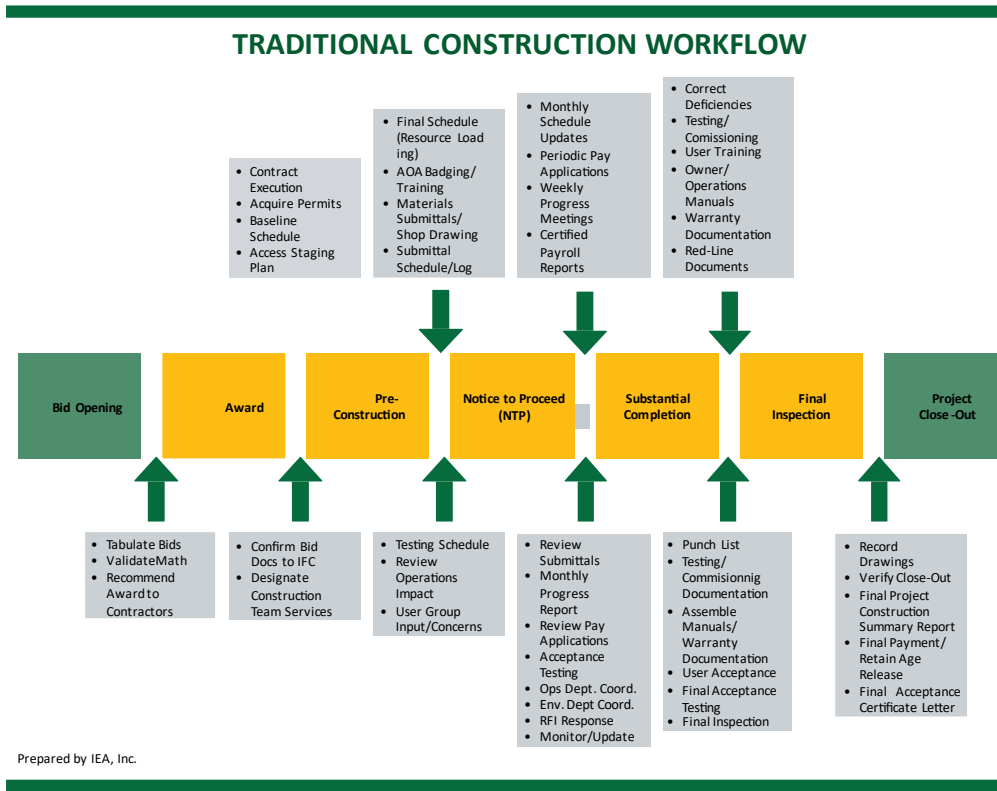 TRADITIONAL CONSTRUCTION WORKFLOW
• Contract
Execution
• Acquire Permits
• Baseline
Schedule
• Access Staging
Plan
• Final Schedule
(Resource Load
ing)
• AOA Badging/
Training
• Materials
Submittals/
Shop Drawing
• Submittal
Schedule/Log
• Monthly
Schedule
Updates
• Periodic Pay
Applications
• Weekly
Progress
Meetings
• Certified
Payroll
Reports
• Correct
Deficiencies
• Testing/
Comissioning
• User Training
• Owner/
Operations
Manuals
• Warranty
Documentation
• Red-Line
Documents
Bid Opening
Award
Pre-
Construction
Notice to Proceed
(NTP)
Substantial
Completion
Final
Inspection
Project
Close-Out
• Tabulate Bids
• ValidateMath
• Recommend
Award to
Contractors
• Confirm Bid
Docs to IFC
• Designate
Construction
Team Services
• Testing Schedule
• Review
Operations
Impact
• User Group
Input/Concerns
• Review
Submittals
• Monthly
Progress
Report
• Review Pay
Applications
• Acceptance
Testing
• Ops Dept. Coord.
• Env. Dept Coord.
• RFI Response
• Monitor/Update
• Punch List
• Testing/
Commisionnig
Documentation
• Assemble
Manuals/
Warranty
Documentation
• User Acceptance
• Final Acceptance
Testing
• Final Inspection
• Record
Drawings
• Verify Close-Out
• Final Project
Construction
Summary Report
• Final Payment/
Retain Age
Release
• Final Acceptance
Certificate Letter
Prepared by IEA, Inc.